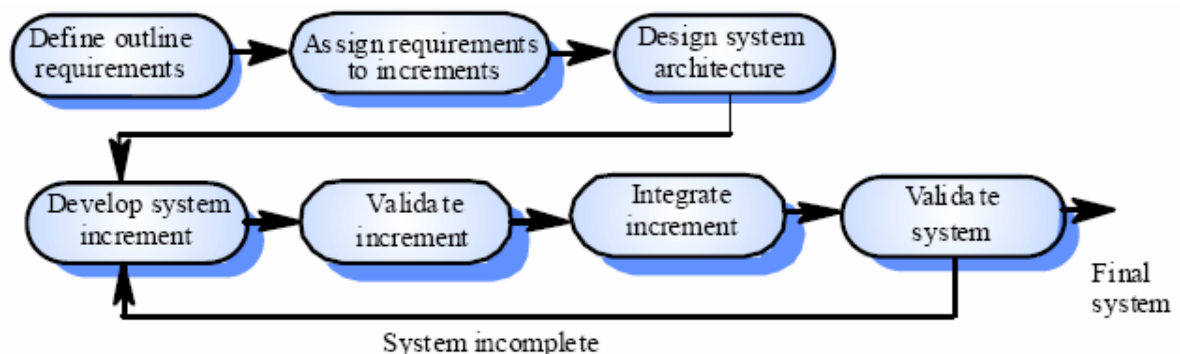 Define outline
requirements
Assign requirements
to increments
Design system
architecture
Develop system
increment
Validate
increment
Integrate
increment
Validate
system
Final
system
System incomplete